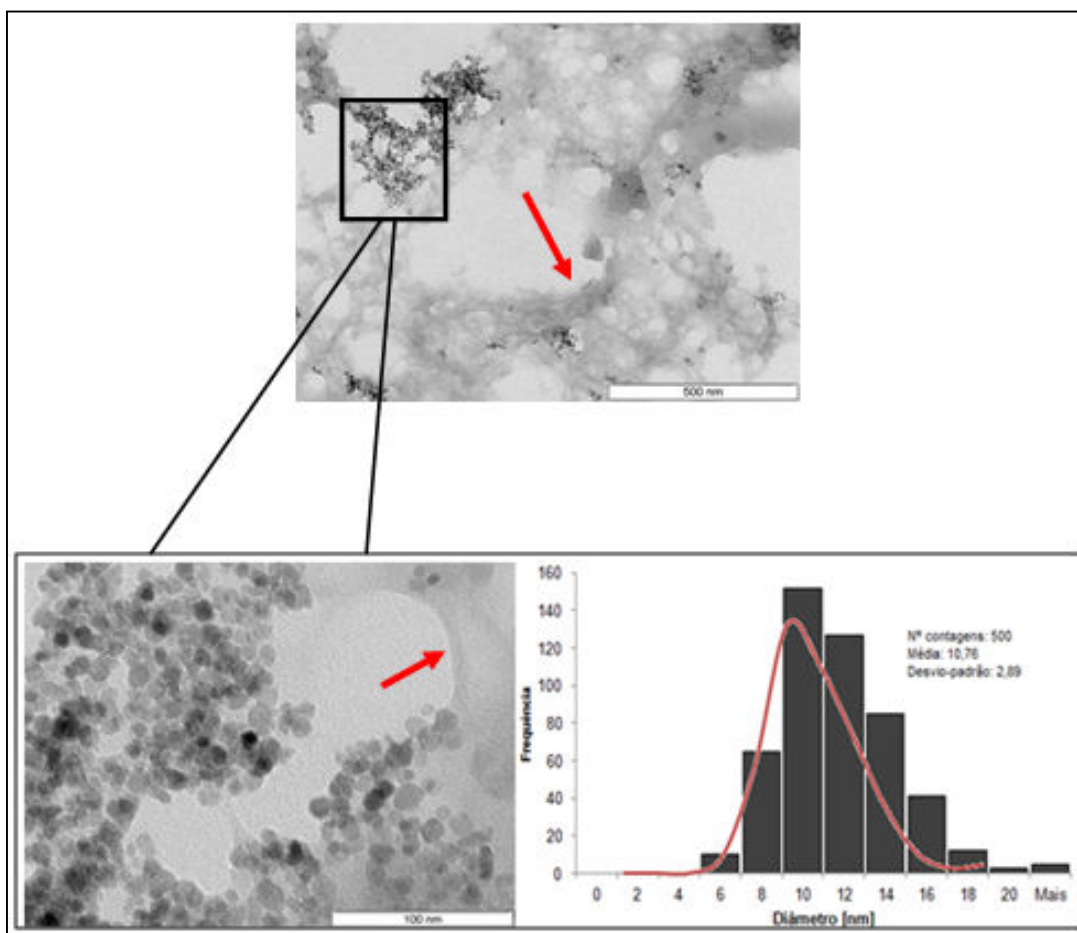 500 nm
100 nm
160
140
120
100
80
60
40
20
0
Frequência
Nº contagens: 500
Média: 10,76
Desvio-padrão: 2,89
0 2 4 6 8 10 12 14 16 18 20 Mais
Diâmetro [nm]